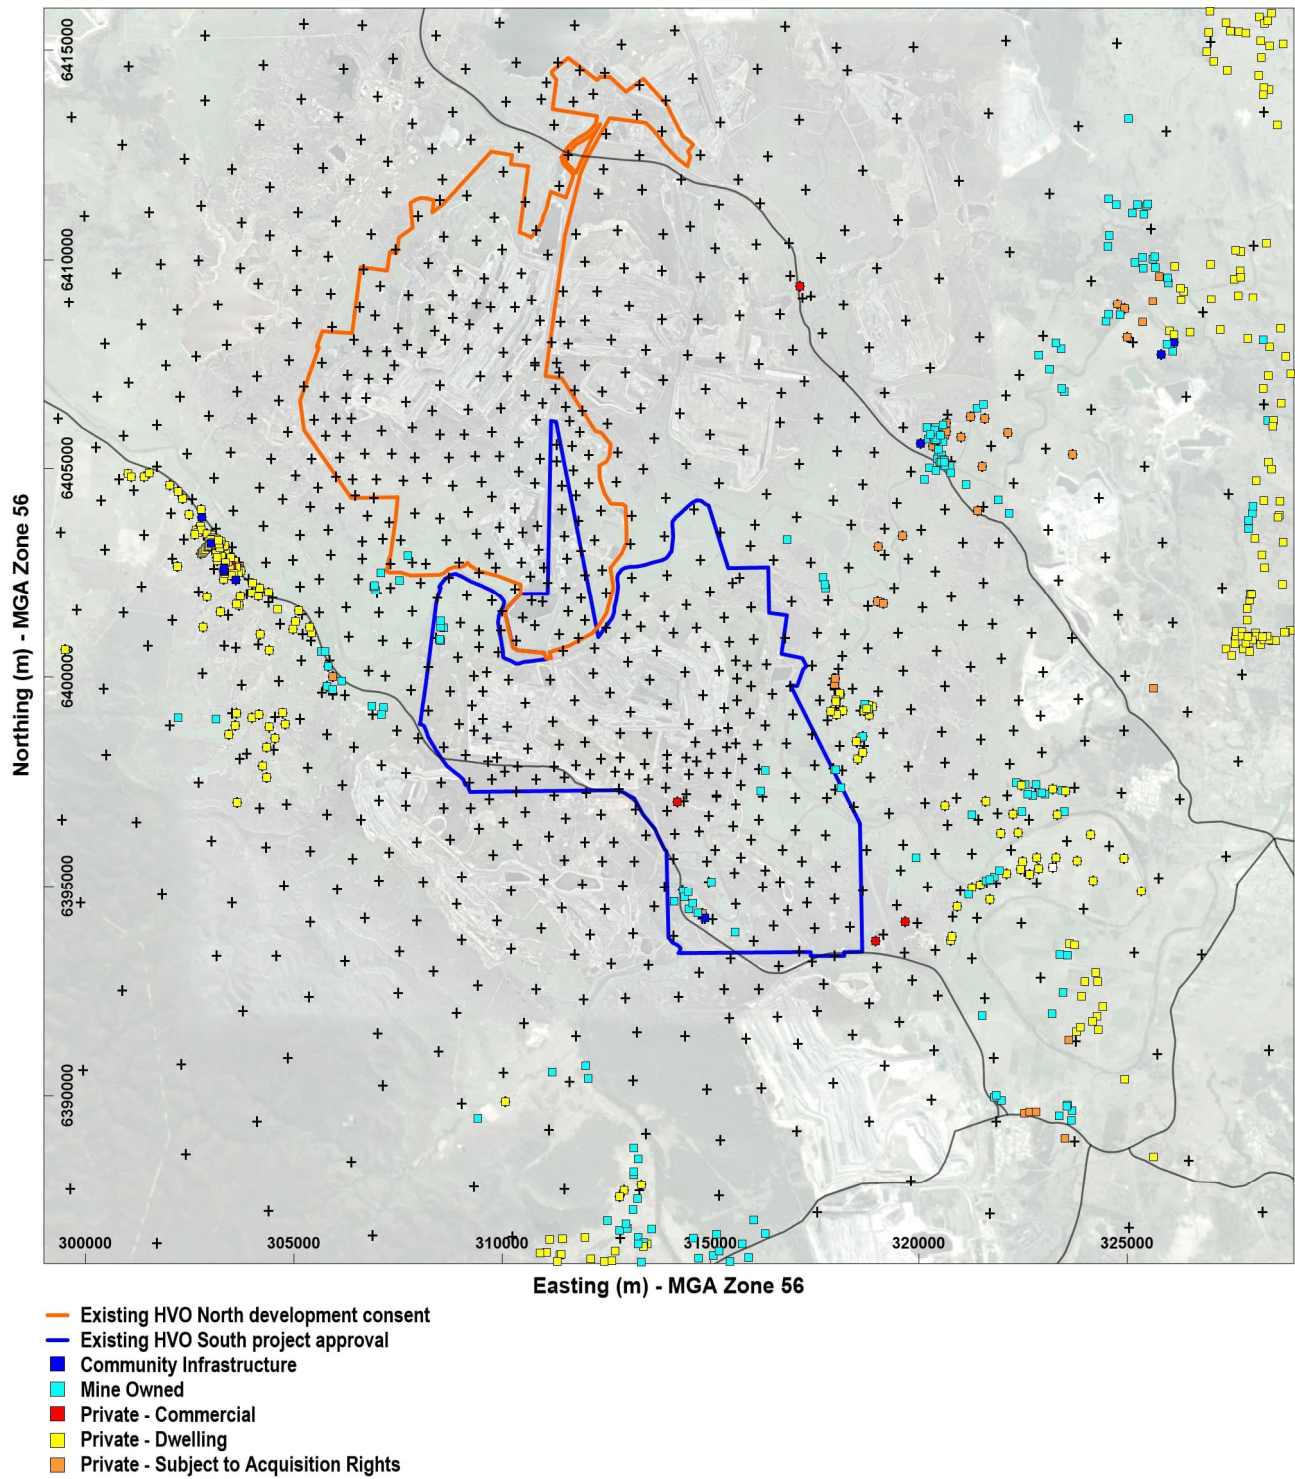 6415000
6410000
6405000
6400000
6395000
6390000
Northing (m) - MGA Zone 56
300000 305000 310000 315000 320000 325000
Easting (m) - MGA Zone 56
Existing HVO North development consent
Existing HVO South project approval
Community Infrastructure
Mine Owned
Private - Commercial
Private - Dwelling
Private - Subject to Acquisition Rights